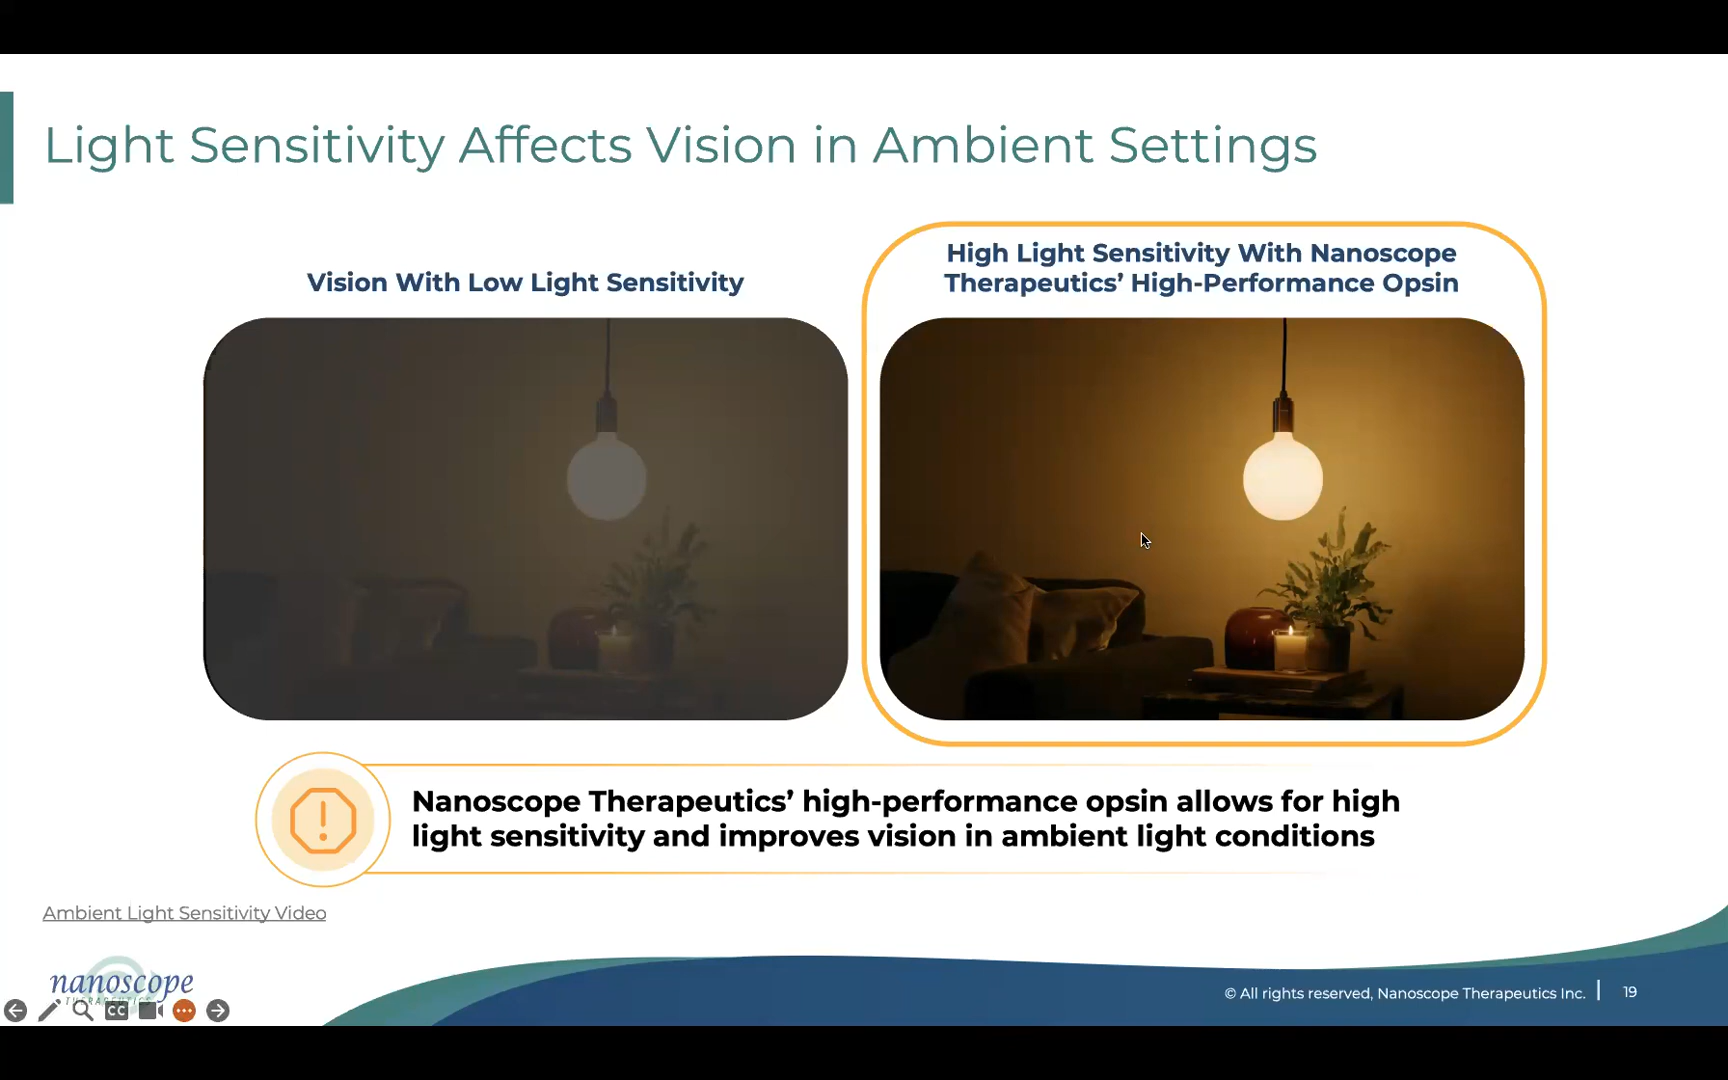 Light Sensitivity Affects Vision in Ambient Settings
Vision With Low Light Sensitivity
High Light Sensitivity With Nanoscope
Therapeutics’ High-Performance Opsin
Nanoscope Therapeutics’ high-performance opsin allows for high
light sensitivity and improves vision in ambient light conditions
Ambient Light Sensitivity Video
nanoscope
THERAPEUTICS
CC
© All rights reserved, Nanoscope Therapeutics Inc.
19